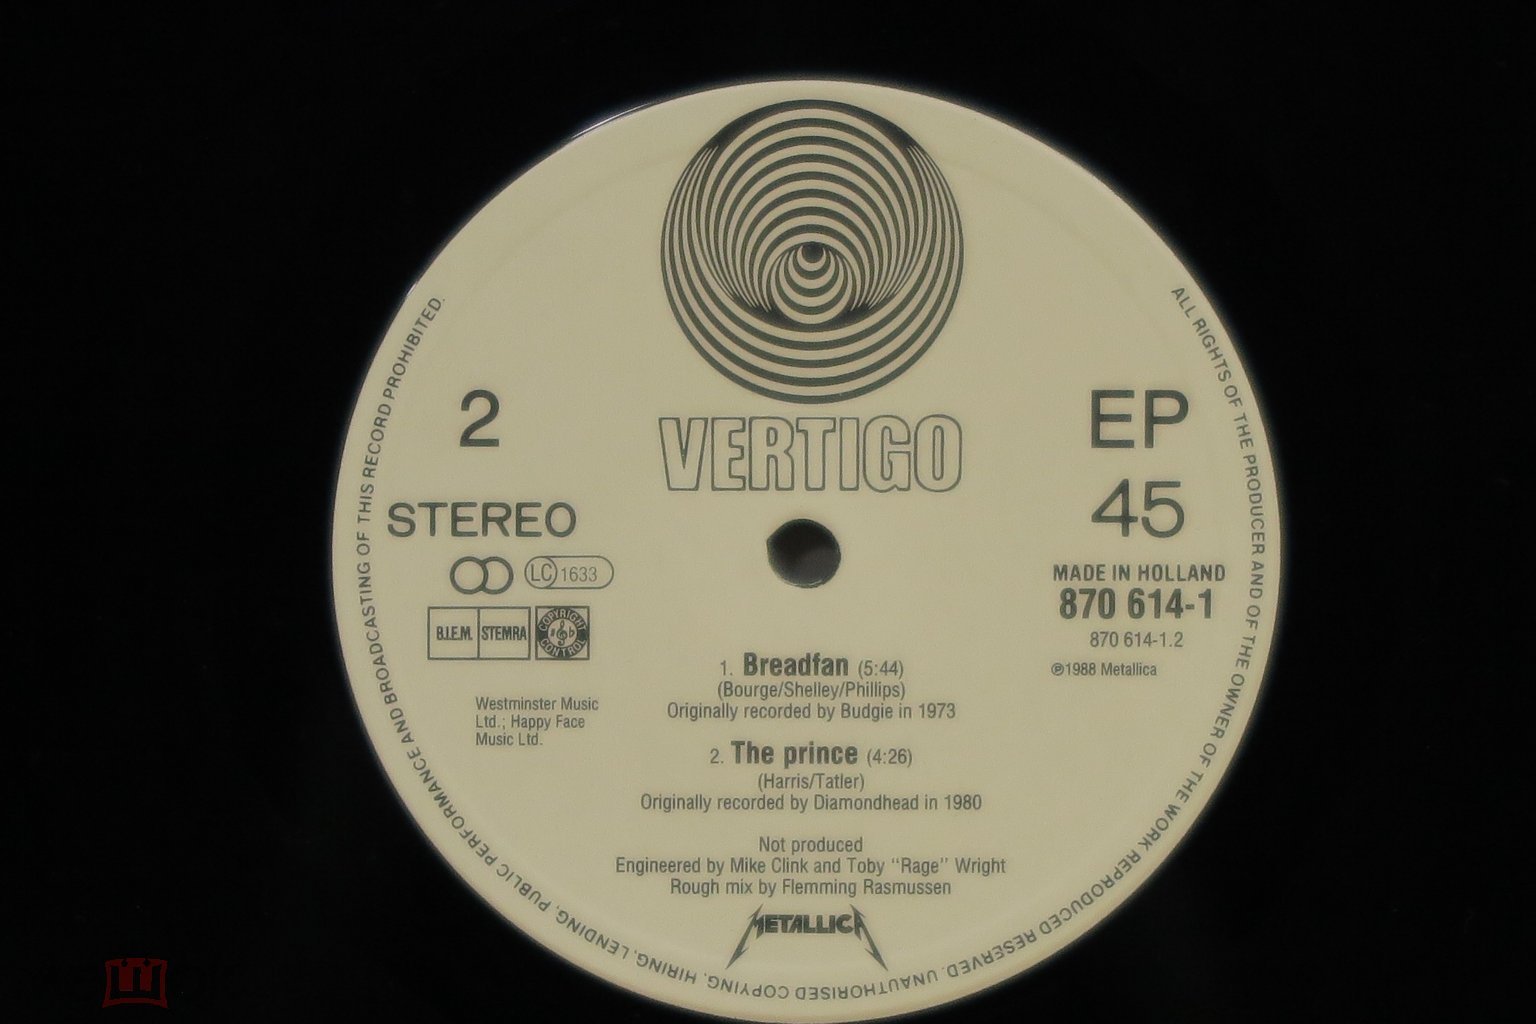 VERTIGO
2
STEREO
LC 1633
B.I.E.M. STEMRA COPYRIGHT CONTROL
Westminster Music
Ltd.; Happy Face
Music Ltd.
EP
45
MADE IN HOLLAND
870 614-1
870 614-1.2
℗1988 Metallica
1. Breadfan (5:44)
(Bourge/Shelley/Phillips)
Originally recorded by Budgie in 1973
2. The prince (4:26)
(Harris/Tatler)
Originally recorded by Diamondhead in 1980
Not produced
Engineered by Mike Clink and Toby “Rage” Wright
Rough mix by Flemming Rasmussen
METALLICA
ALL RIGHTS OF THE PRODUCER AND OF THE OWNER OF THE WORK REPRODUCED RESERVED. UNAUTHORISED COPYING, HIRING, LENDING, PUBLIC PERFORMANCE AND BROADCASTING OF THIS RECORD PROHIBITED.